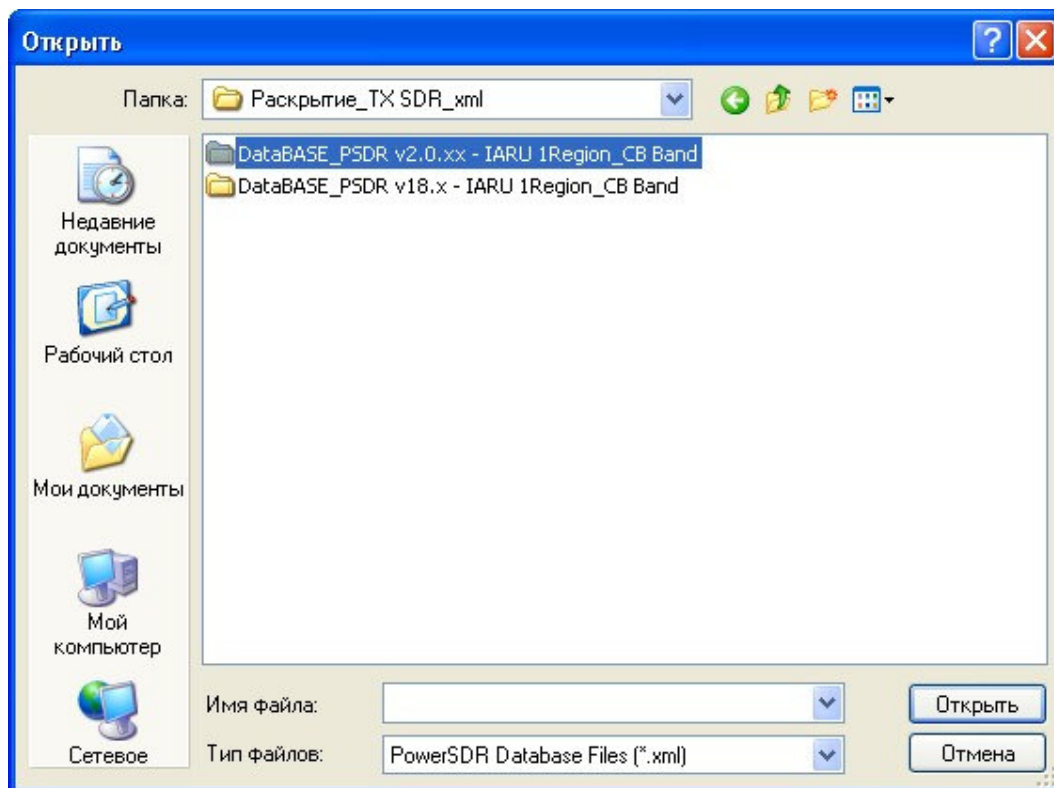 Открыть
Папка:
Раскрытие_TX SDR_xml
DataBASE_PSDR v2.0.xx - IARU 1Region_CB Band
DataBASE_PSDR v18.x - IARU 1Region_CB Band
Недавние
документы
Рабочий стол
Мои документы
Мой
компьютер
Сетевое
Имя файла:
Открыть
Тип файлов:
PowerSDR Database Files (*.xml)
Отмена